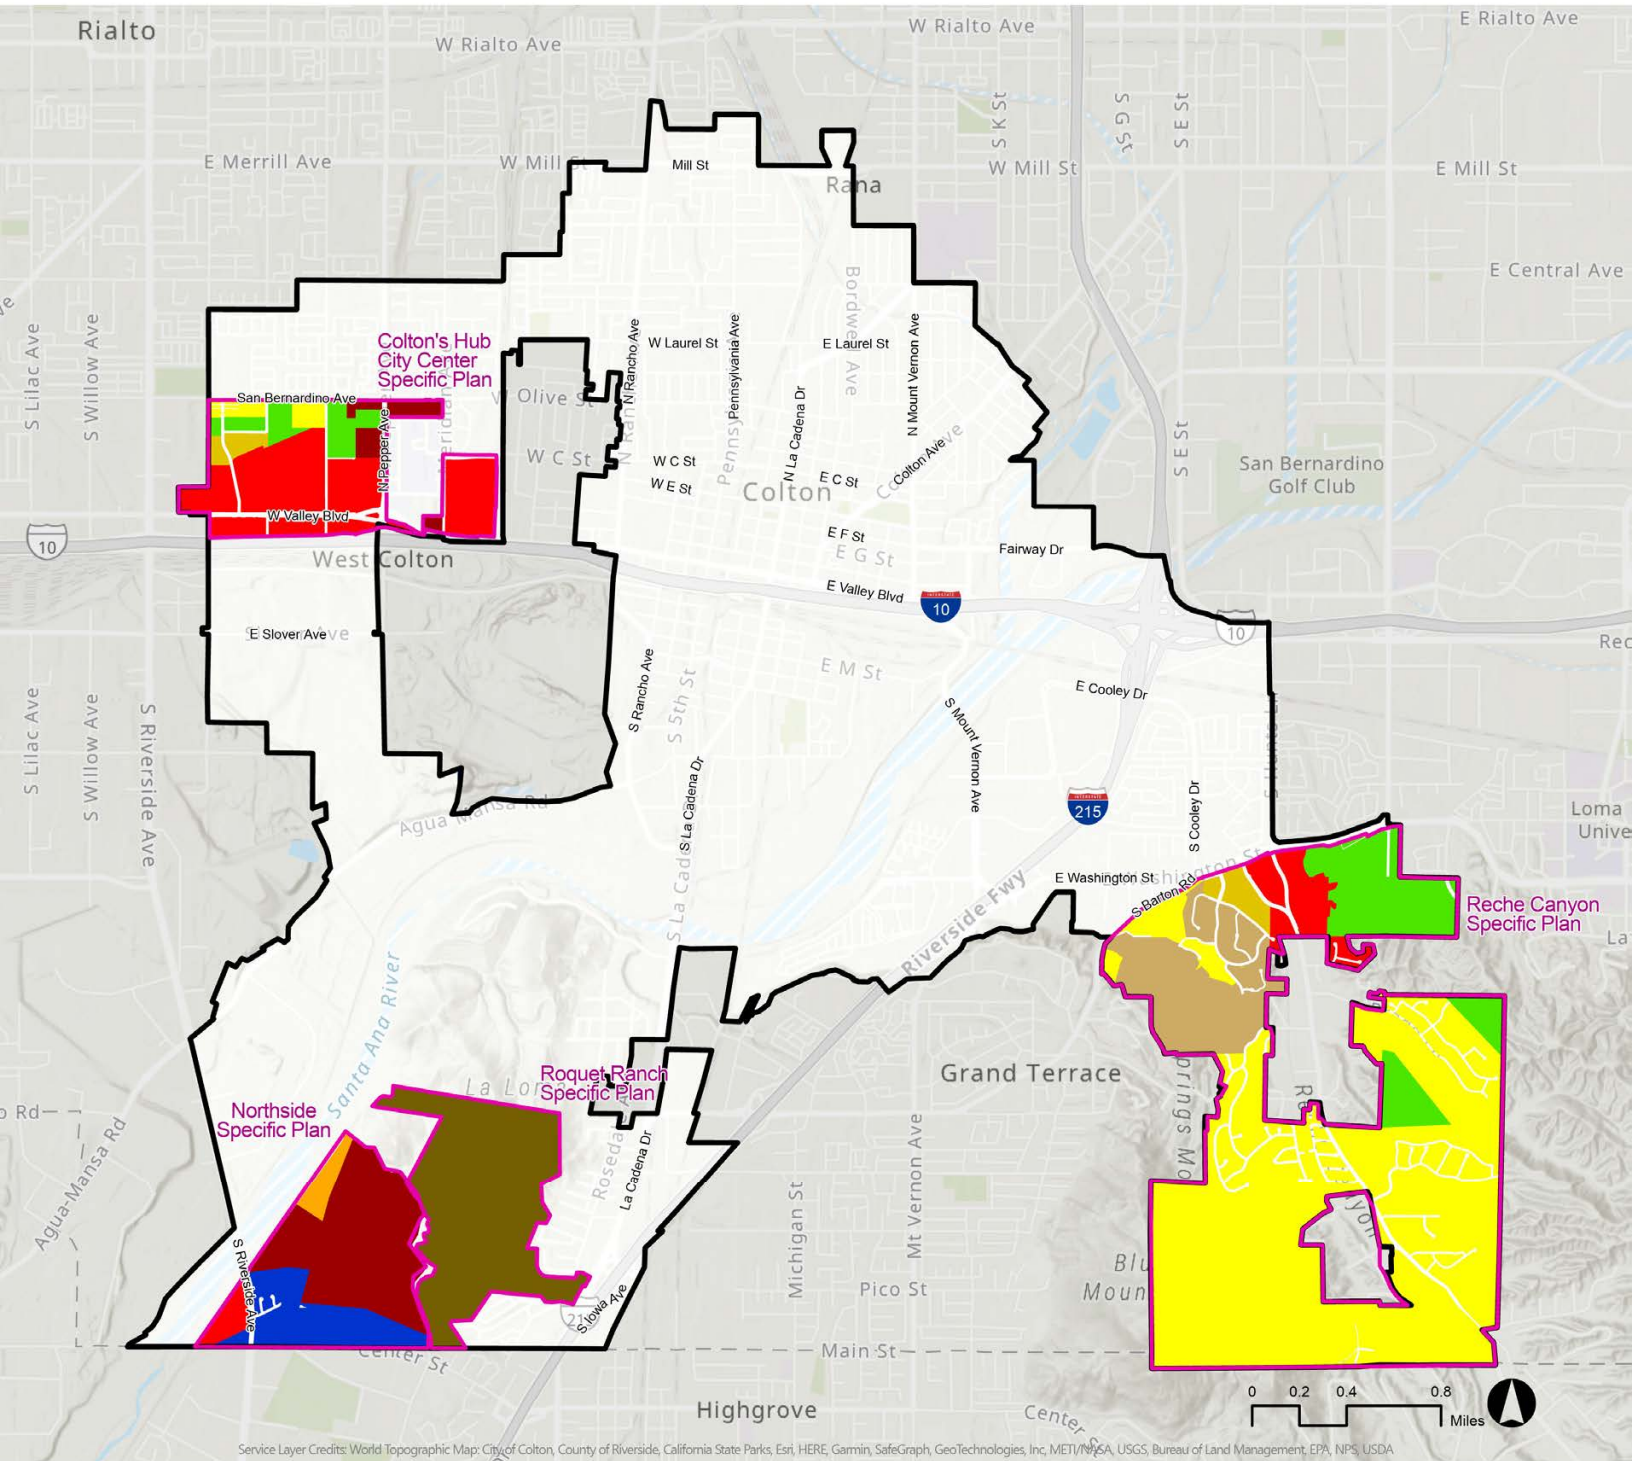 Rialto
W Rialto Ave
W Rialto Ave
E Rialto Ave
S K St
S G St
S E St
E Merrill Ave
W Mill St
Mill St
Rana
W Mill St
E Mill St
E Central Ave
S Lilac Ave
S Willow Ave
Colton's Hub
City Center
Specific Plan
Bordwell Ave
N Rancho Ave
W Laurel St
Pennsylvania Ave
E Laurel St
N Mount Vernon Ave
San Bernardino Ave
W Olive St
N La Cadena Dr
N Pepper Ave
W C St
W C St
W E St
Colton
E C St
Colton Ave
S E St
San Bernardino
Golf Club
W Valley Blvd
10
West Colton
E F St
E G St
Fairway Dr
E Valley Blvd
10
10
E Slover Ave
E M St
S Rancho Ave
S 5th St
E Cooley Dr
S Mount Vernon Ave
S Lilac Ave
S Willow Ave
S Riverside Ave
S La Cadena Dr
215
S Cooley Dr
Agua Mansa Rd
Loma
E Washington St
S Barton Rd
Riverside Fwy
Reche Canyon
Specific Plan
Santa Ana River
Grand Terrace
Roquet Ranch
Specific Plan
Northside
Specific Plan
Agua-Mansa Rd
La Cadena Dr
Michigan St
Mt Vernon Ave
S Riverside Ave
Pico St
S Iowa Ave
Center St
Main St
Highgrove
Center St
0 0.2 0.4 0.8
Miles
Service Layer Credits: World Topographic Map: City of Colton, County of Riverside, California State Parks, Esri, HERE, Garmin, SafeGraph, GeoTechnologies, Inc, METI/NASA, USGS, Bureau of Land Management, EPA, NPS, USDA